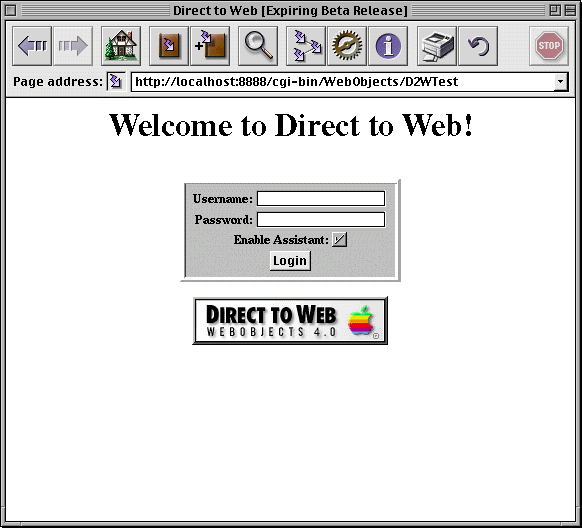 Direct to Web [Expiring Beta Release]
STOP
Page address: http://localhost:8888/cgi-bin/WebObjects/D2WTest
Welcome to Direct to Web!
Username:
Password:
Enable Assistant:
Login
DIRECT TO WEB
WEBOBJECTS 4.0